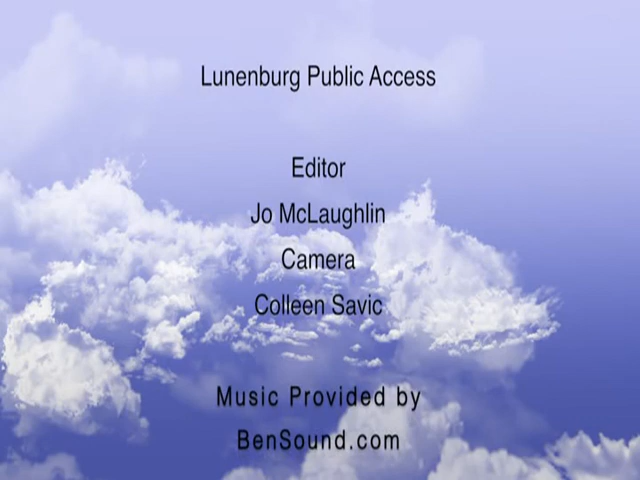 Lunenburg Public Access
Editor
Jo McLaughlin
Camera
Colleen Savic
Music Provided by
BenSound.com